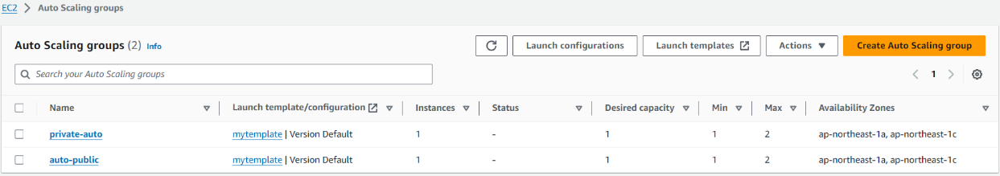 EC2 > Auto Scaling groups
Auto Scaling groups (2) Info Launch configurations Launch templates Actions Create Auto Scaling group
Search your Auto Scaling groups 1
Name Launch template/configuration Instances Status Desired capacity Min Max Availability Zones
private-auto mytemplate | Version Default 1 - 1 1 2 ap-northeast-1a, ap-northeast-1c
auto-public mytemplate | Version Default 1 - 1 1 2 ap-northeast-1a, ap-northeast-1c